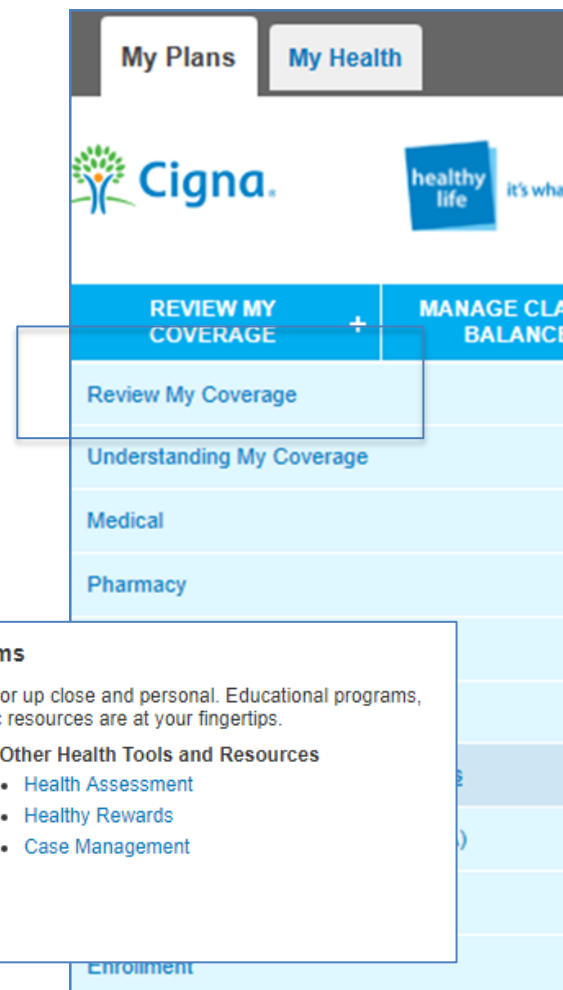 My Plans
My Health
Cigna.
healthy
life
it's wha
REVIEW MY
COVERAGE
+
MANAGE CLA
BALANCE
Review My Coverage
Understanding My Coverage
Medical
Pharmacy
ms
or up close and personal. Educational programs,
c resources are at your fingertips.
Other Health Tools and Resources
• Health Assessment
• Healthy Rewards
• Case Management
)
Enrollment